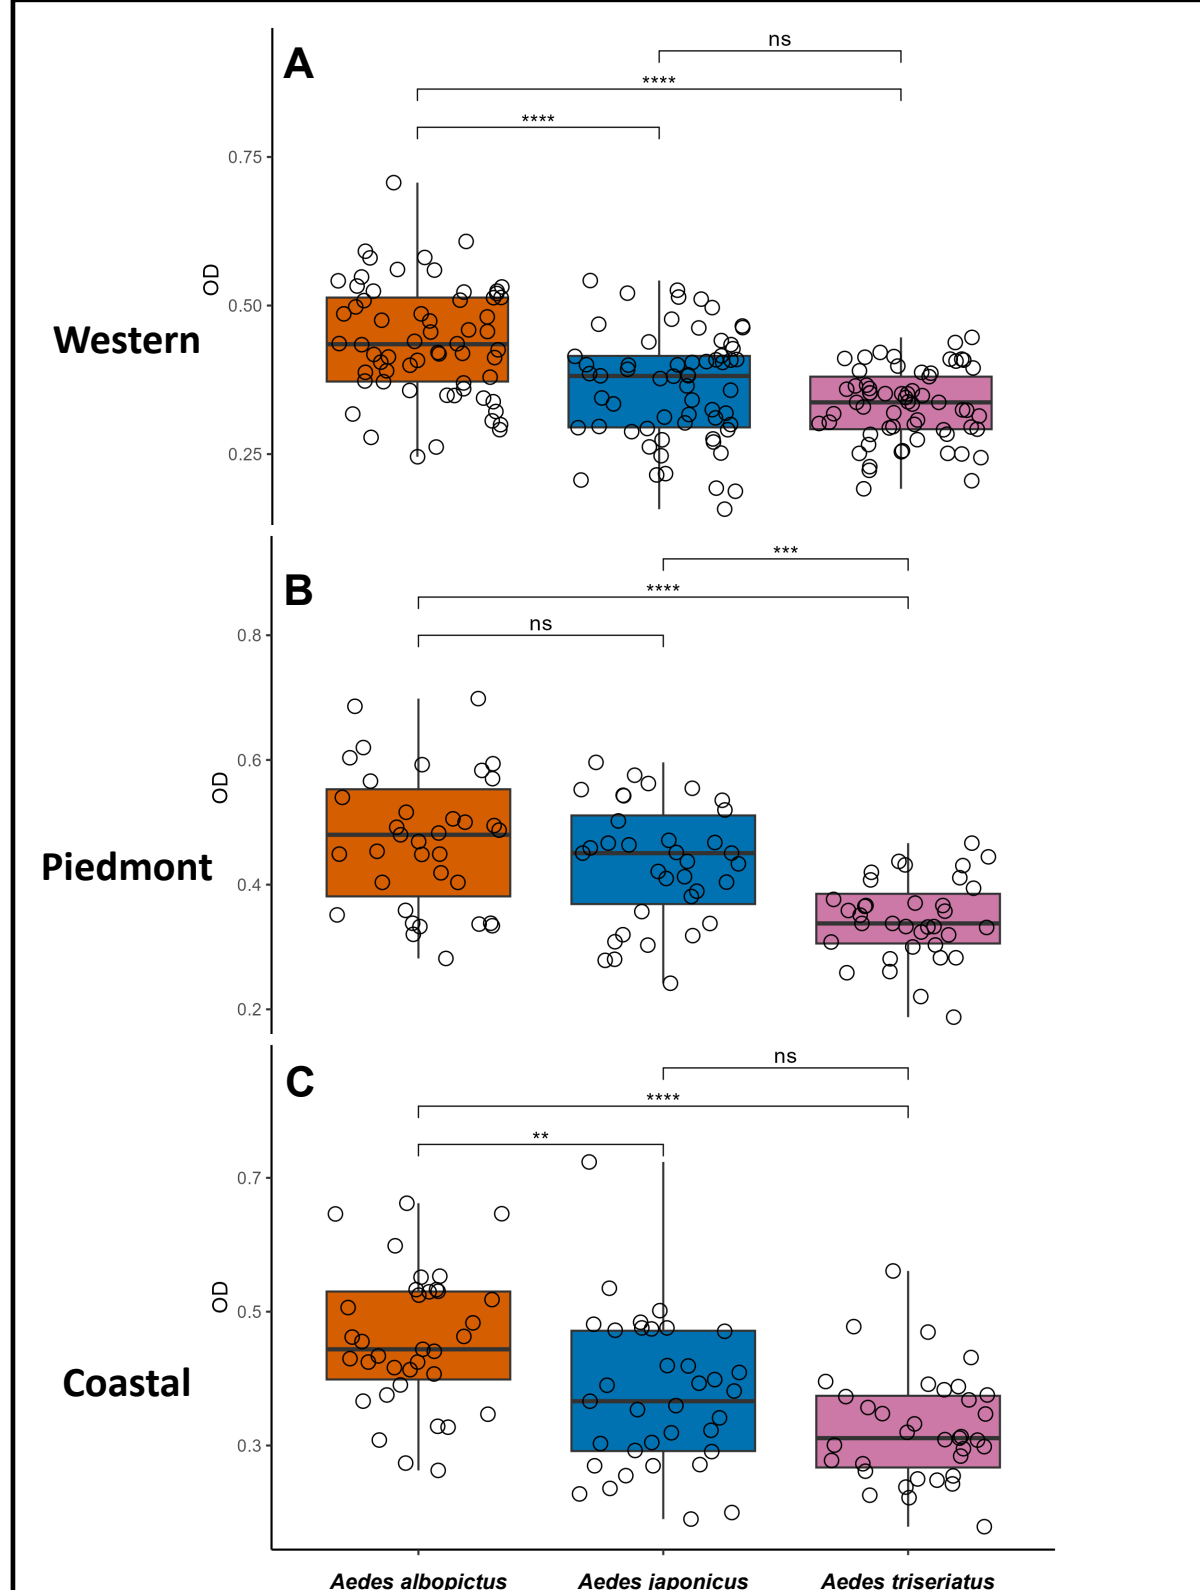 A
ns
****
****
0.75
0.50
0.25
OD
Western
B
***
****
ns
0.8
0.6
0.4
0.2
OD
Piedmont
C
ns
****
**
0.7
0.5
0.3
OD
Coastal
Aedes albopictus Aedes japonicus Aedes triseriatus